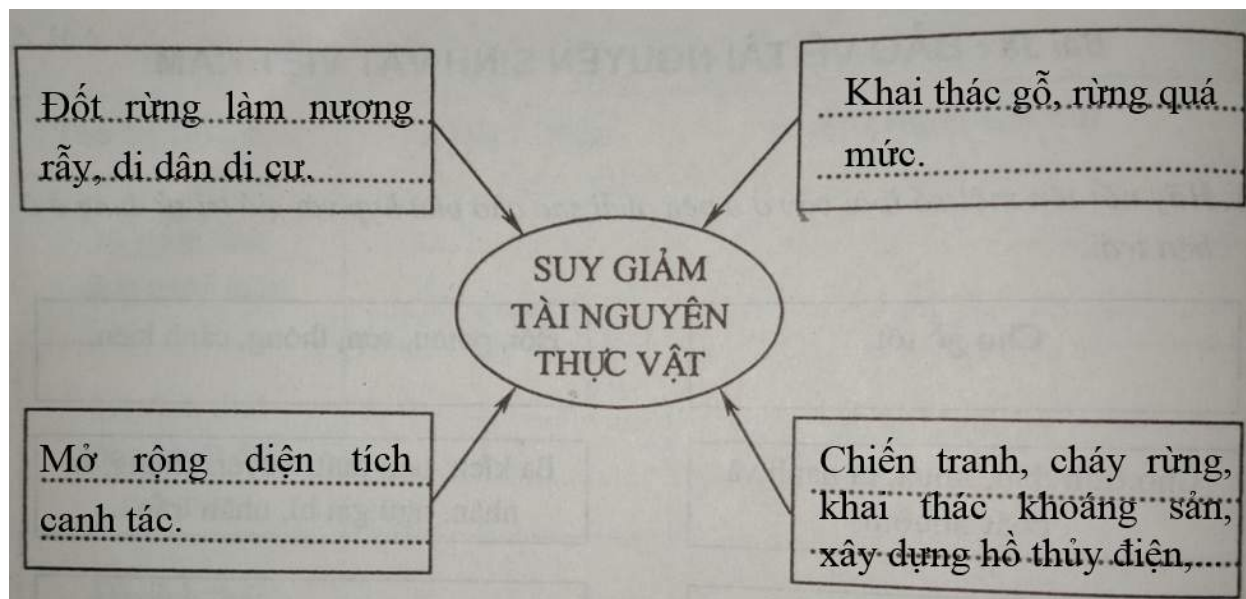 Đốt rừng làm nương
rẫy, di dân di cư.
Khai thác gỗ, rừng quá
mức.
SUY GIẢM
TÀI NGUYÊN
THỰC VẬT
Mở rộng diện tích
canh tác.
Chiến tranh, cháy rừng,
khai thác khoáng sản,
xây dựng hồ thủy điện,....